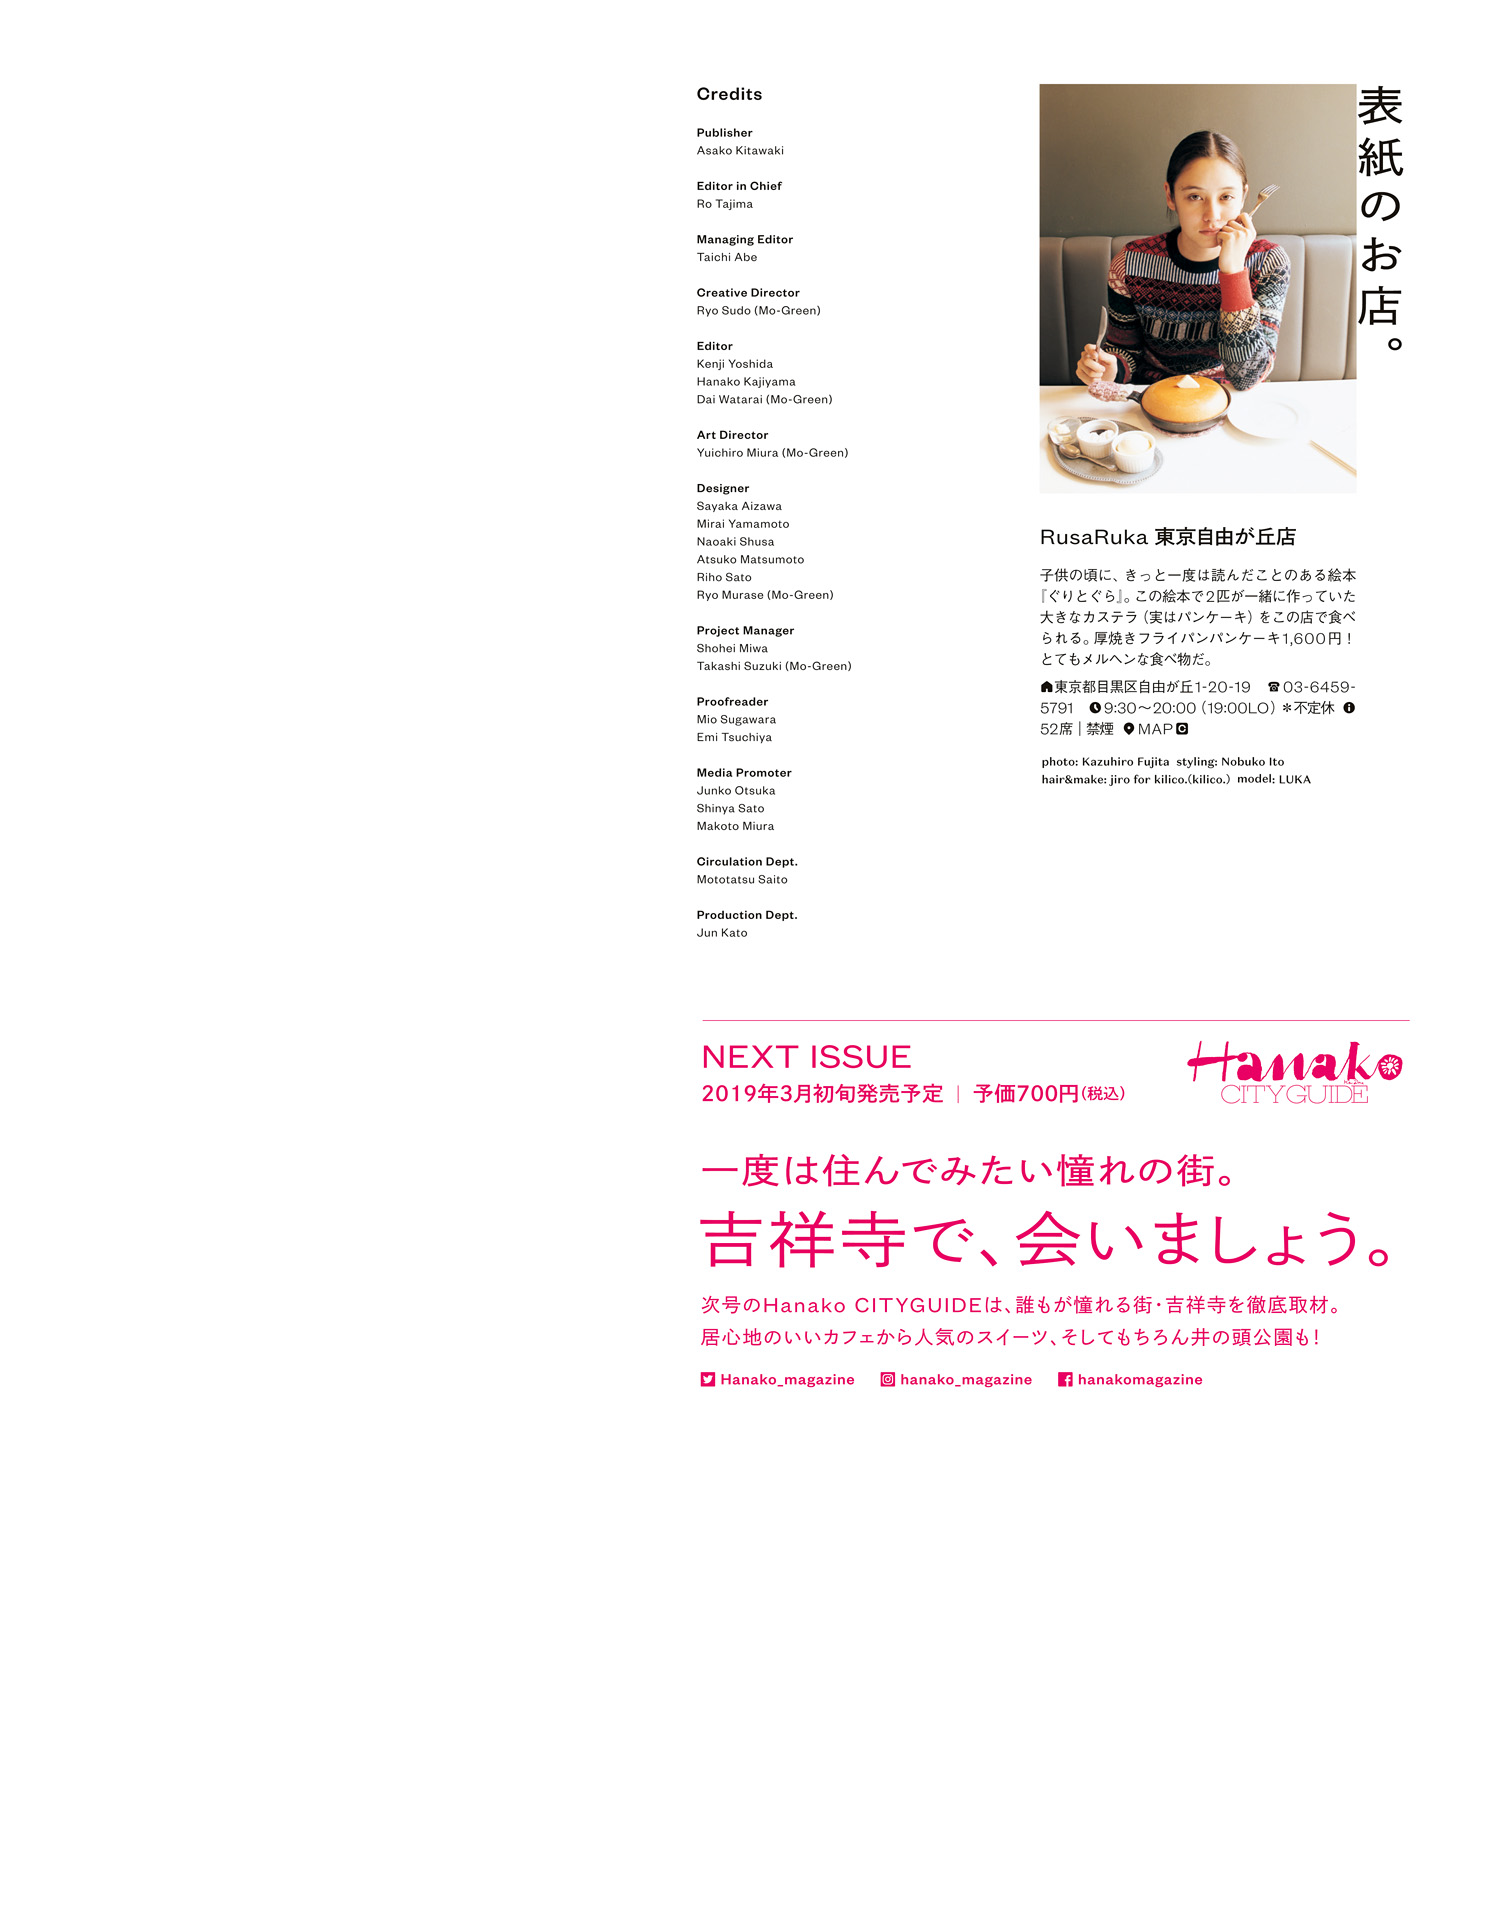 Credits
Publisher
Asako Kitawaki
Editor in Chief
Ro Tajima
Managing Editor
Taichi Abe
Creative Director
Ryo Sudo (Mo-Green)
Editor
Kenji Yoshida
Hanako Kajiyama
Dai Watarai (Mo-Green)
Art Director
Yuichiro Miura (Mo-Green)
Designer
Sayaka Aizawa
Mirai Yamamoto
Naoaki Shusa
Atsuko Matsumoto
Riho Sato
Ryo Murase (Mo-Green)
Project Manager
Shohei Miwa
Takashi Suzuki (Mo-Green)
Proofreader
Mio Sugawara
Emi Tsuchiya
Media Promoter
Junko Otsuka
Shinya Sato
Makoto Miura
Circulation Dept.
Mototatsu Saito
Production Dept.
Jun Kato
表紙のお店。
RusaRuka 東京自由が丘店
子供の頃に、きっと一度は読んだことのある絵本
『ぐりとぐら』。この絵本で2匹が一緒に作っていた
大きなカステラ（実はパンケーキ）をこの店で食べ
られる。厚焼きフライパンパンケーキ1,600円！
とてもメルヘンな食べ物だ。
東京都目黒区自由が丘1-20-19 ☎03-6459-
5791 9:30〜20:00（19:00LO）＊不定休
52席｜禁煙 MAP C
photo: Kazuhiro Fujita styling: Nobuko Ito
hair&make: jiro for kilico.(kilico.) model: LUKA
NEXT ISSUE
2019年3月初旬発売予定｜予価700円(税込)
Hanako
CITYGUIDE
一度は住んでみたい憧れの街。
吉祥寺で、会いましょう。
次号のHanako CITYGUIDEは、誰もが憧れる街・吉祥寺を徹底取材。
居心地のいいカフェから人気のスイーツ、そしてもちろん井の頭公園も！
Hanako_magazine hanako_magazine hanakomagazine